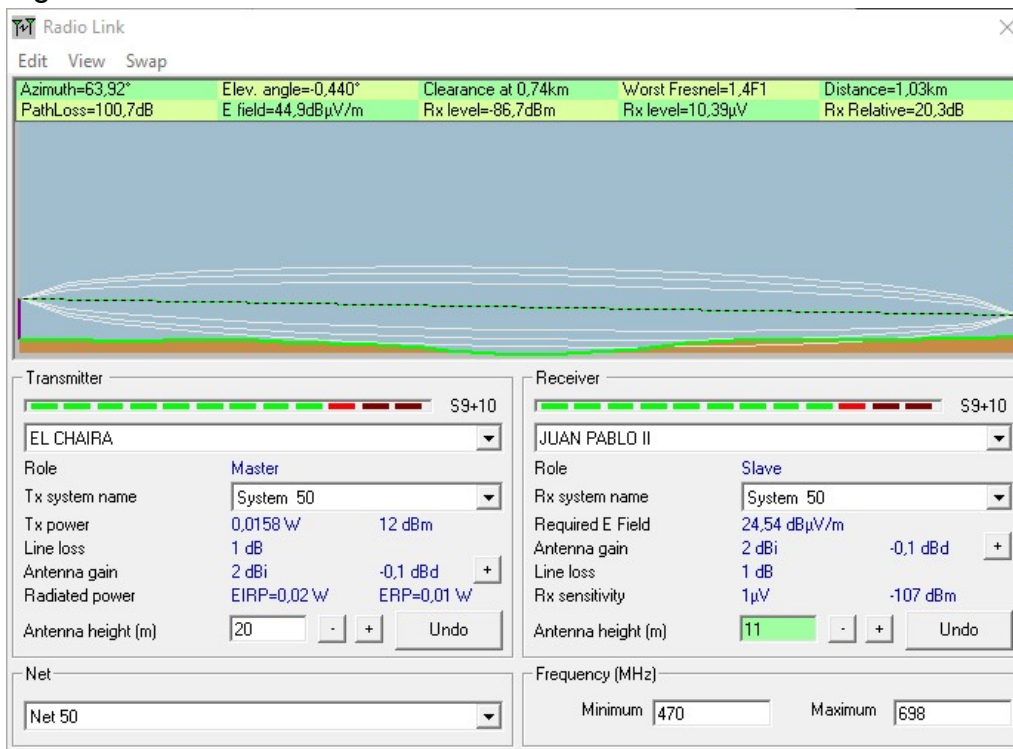 Radio Link
Edit View Swap
Azimuth=63,92° Elev. angle=-0,440° Clearance at 0,74km Worst Fresnel=1,4F1 Distance=1,03km
PathLoss=100,7dB E field=44,9dBµV/m Rx level=-86,7dBm Rx level=10,39µV Rx Relative=20,3dB
Transmitter
S9+10
EL CHAIRA
Role Master
Tx system name System 50
Tx power 0,0158 W 12 dBm
Line loss 1 dB
Antenna gain 2 dBi -0,1 dBd +
Radiated power EIRP=0,02 W ERP=0,01 W
Antenna height (m) 20 - + Undo
Net
Net 50
Receiver
S9+10
JUAN PABLO II
Role Slave
Rx system name System 50
Required E Field 24,54 dBµV/m
Antenna gain 2 dBi -0,1 dBd +
Line loss 1 dB
Rx sensitivity 1µV -107 dBm
Antenna height (m) 11 - + Undo
Frequency (MHz)
Minimum 470 Maximum 698